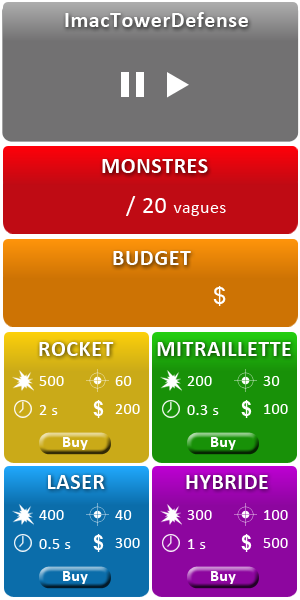 ImacTowerDefense
MONSTRES
/ 20 vagues
BUDGET
$
ROCKET
500 60
2 s $ 200
Buy
MITRAILLETTE
200 30
0.3 s $ 100
Buy
LASER
400 40
0.5 s $ 300
Buy
HYBRIDE
300 100
1 s $ 500
Buy